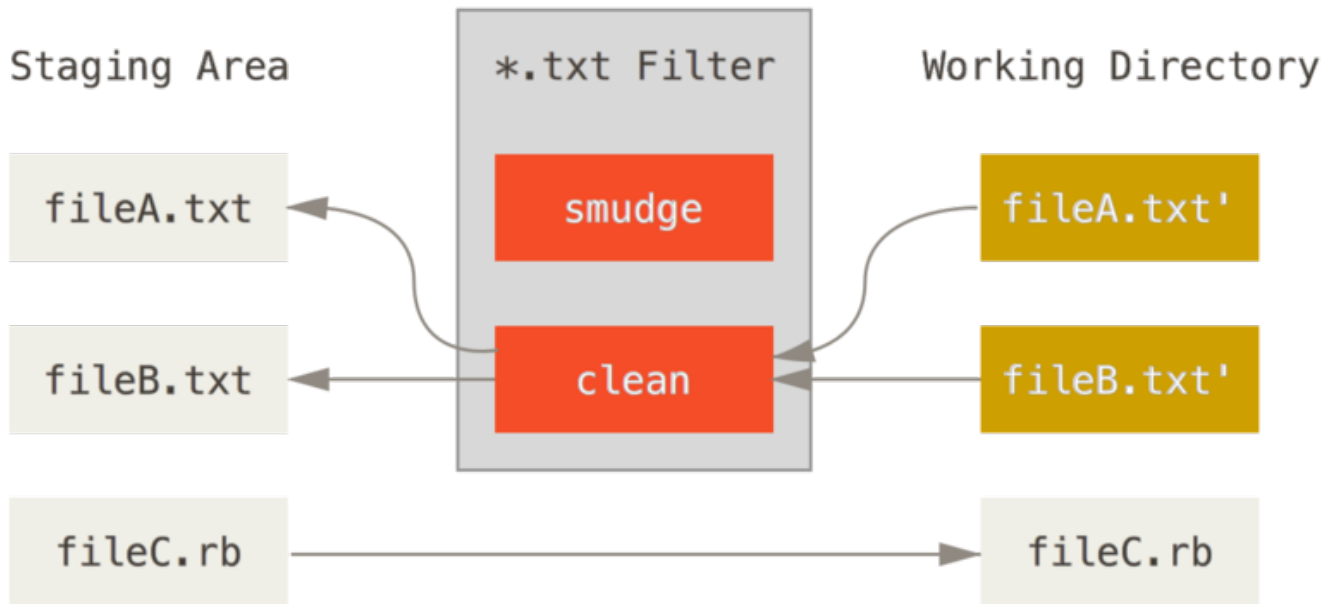 Staging Area
*.txt Filter
Working Directory
fileA.txt
smudge
fileA.txt'
fileB.txt
clean
fileB.txt'
fileC.rb
fileC.rb